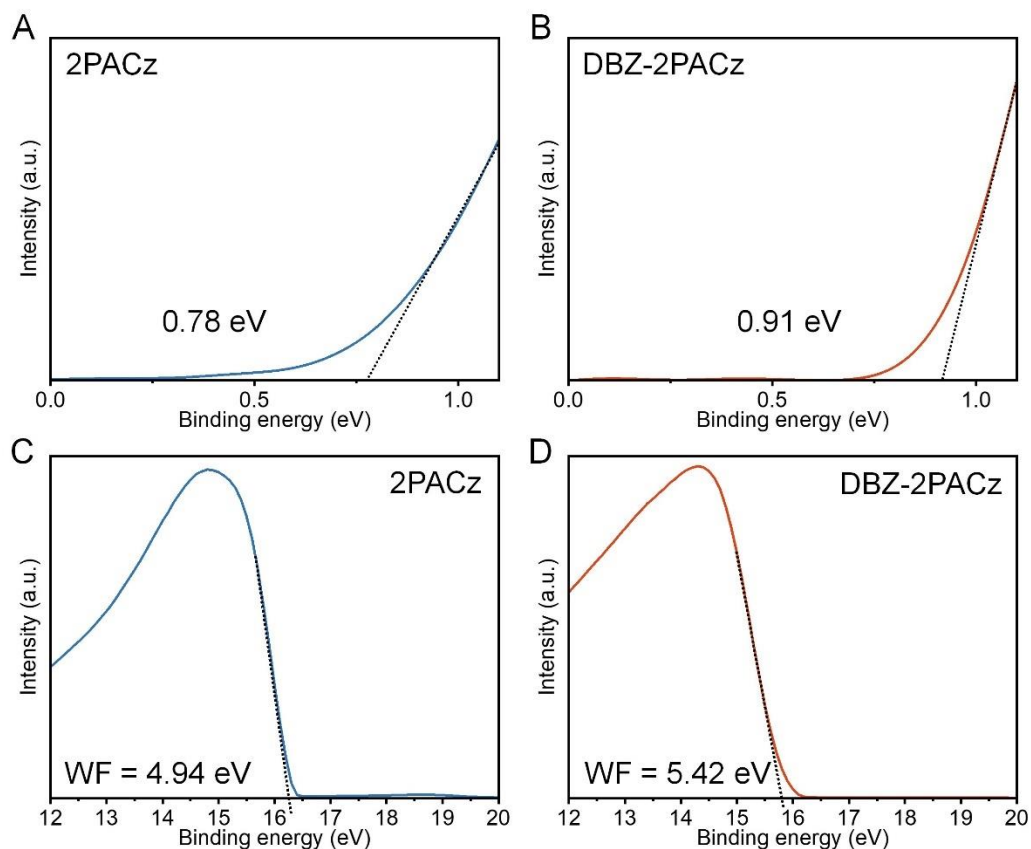 A
2PACz
Intensity (a.u.)
0.78 eV
0.0 0.5 1.0
Binding energy (eV)
B
DBZ-2PACz
Intensity (a.u.)
0.91 eV
0.0 0.5 1.0
Binding energy (eV)
C
2PACz
Intensity (a.u.)
WF = 4.94 eV
12 13 14 15 16 17 18 19 20
Binding energy (eV)
D
DBZ-2PACz
Intensity (a.u.)
WF = 5.42 eV
12 13 14 15 16 17 18 19 20
Binding energy (eV)